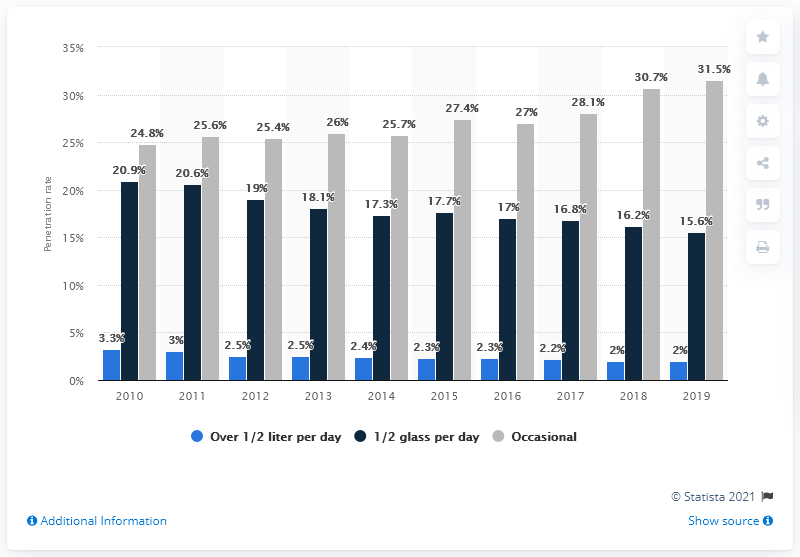 35%
30%
25%
20%
15%
10%
5%
0%
Penetration rate
3.3% 20.9% 24.8%
3% 20.6% 25.6%
2.5% 19% 25.4%
2.5% 18.1% 26%
2.4% 17.3% 25.7%
2.3% 17.7% 27.4%
2.3% 17% 27%
2.2% 16.8% 28.1%
2% 16.2% 30.7%
2% 15.6% 31.5%
2010 2011 2012 2013 2014 2015 2016 2017 2018 2019
Over 1/2 liter per day 1/2 glass per day Occasional
© Statista 2021
Additional Information Show source